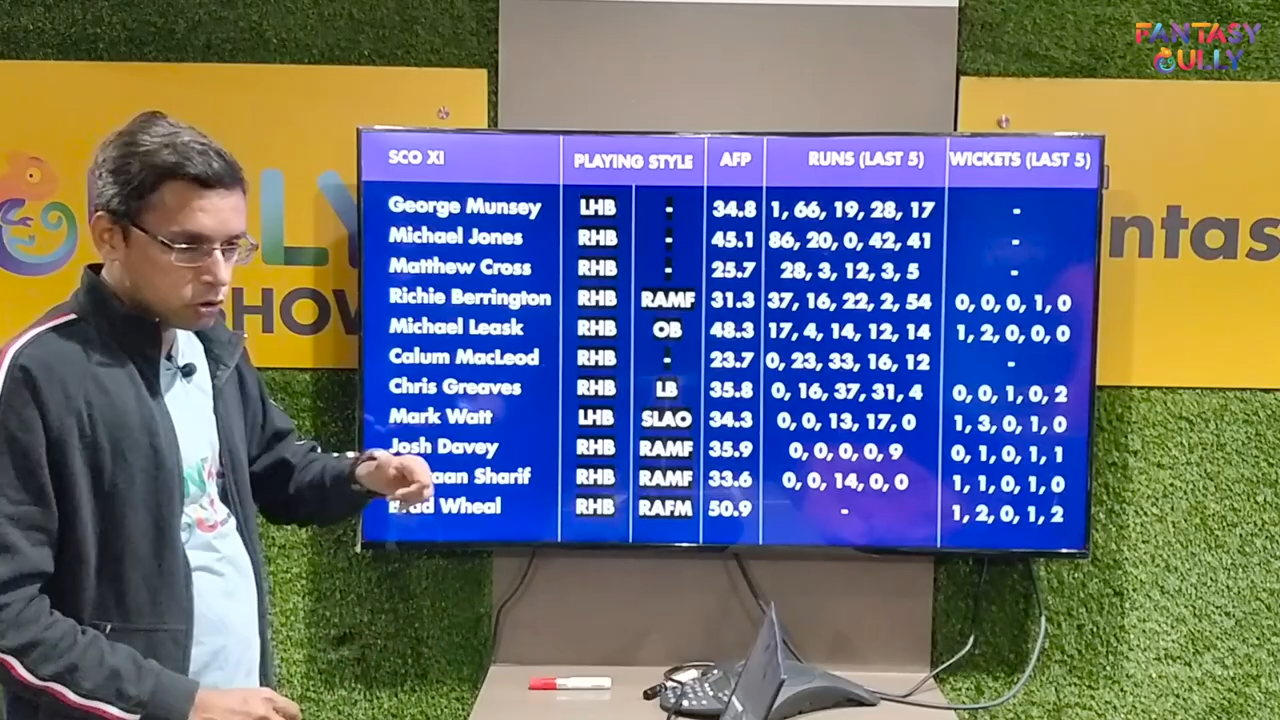 FANTASY
GULLY
SCO XI PLAYING STYLE AFP RUNS (LAST 5) WICKETS (LAST 5)
George Munsey LHB - 34.8 1, 66, 19, 28, 17 -
Michael Jones RHB - 45.1 86, 20, 0, 42, 41 -
Matthew Cross RHB - 25.7 28, 3, 12, 3, 5 -
Richie Berrington RHB RAMF 31.3 37, 16, 22, 2, 54 0, 0, 0, 1, 0
Michael Leask RHB OB 48.3 17, 4, 14, 12, 14 1, 2, 0, 0, 0
Calum MacLeod RHB - 23.7 0, 23, 33, 16, 12 -
Chris Greaves RHB LB 35.8 0, 16, 37, 31, 4 0, 0, 1, 0, 2
Mark Watt LHB SLAO 34.3 0, 0, 13, 17, 0 1, 3, 0, 1, 0
Josh Davey RHB RAMF 35.9 0, 0, 0, 0, 9 0, 1, 0, 1, 1
Sharif RHB RAMF 33.6 0, 0, 14, 0, 0 1, 1, 0, 1, 0
Wheal RHB RAFM 50.9 - 1, 2, 0, 1, 2